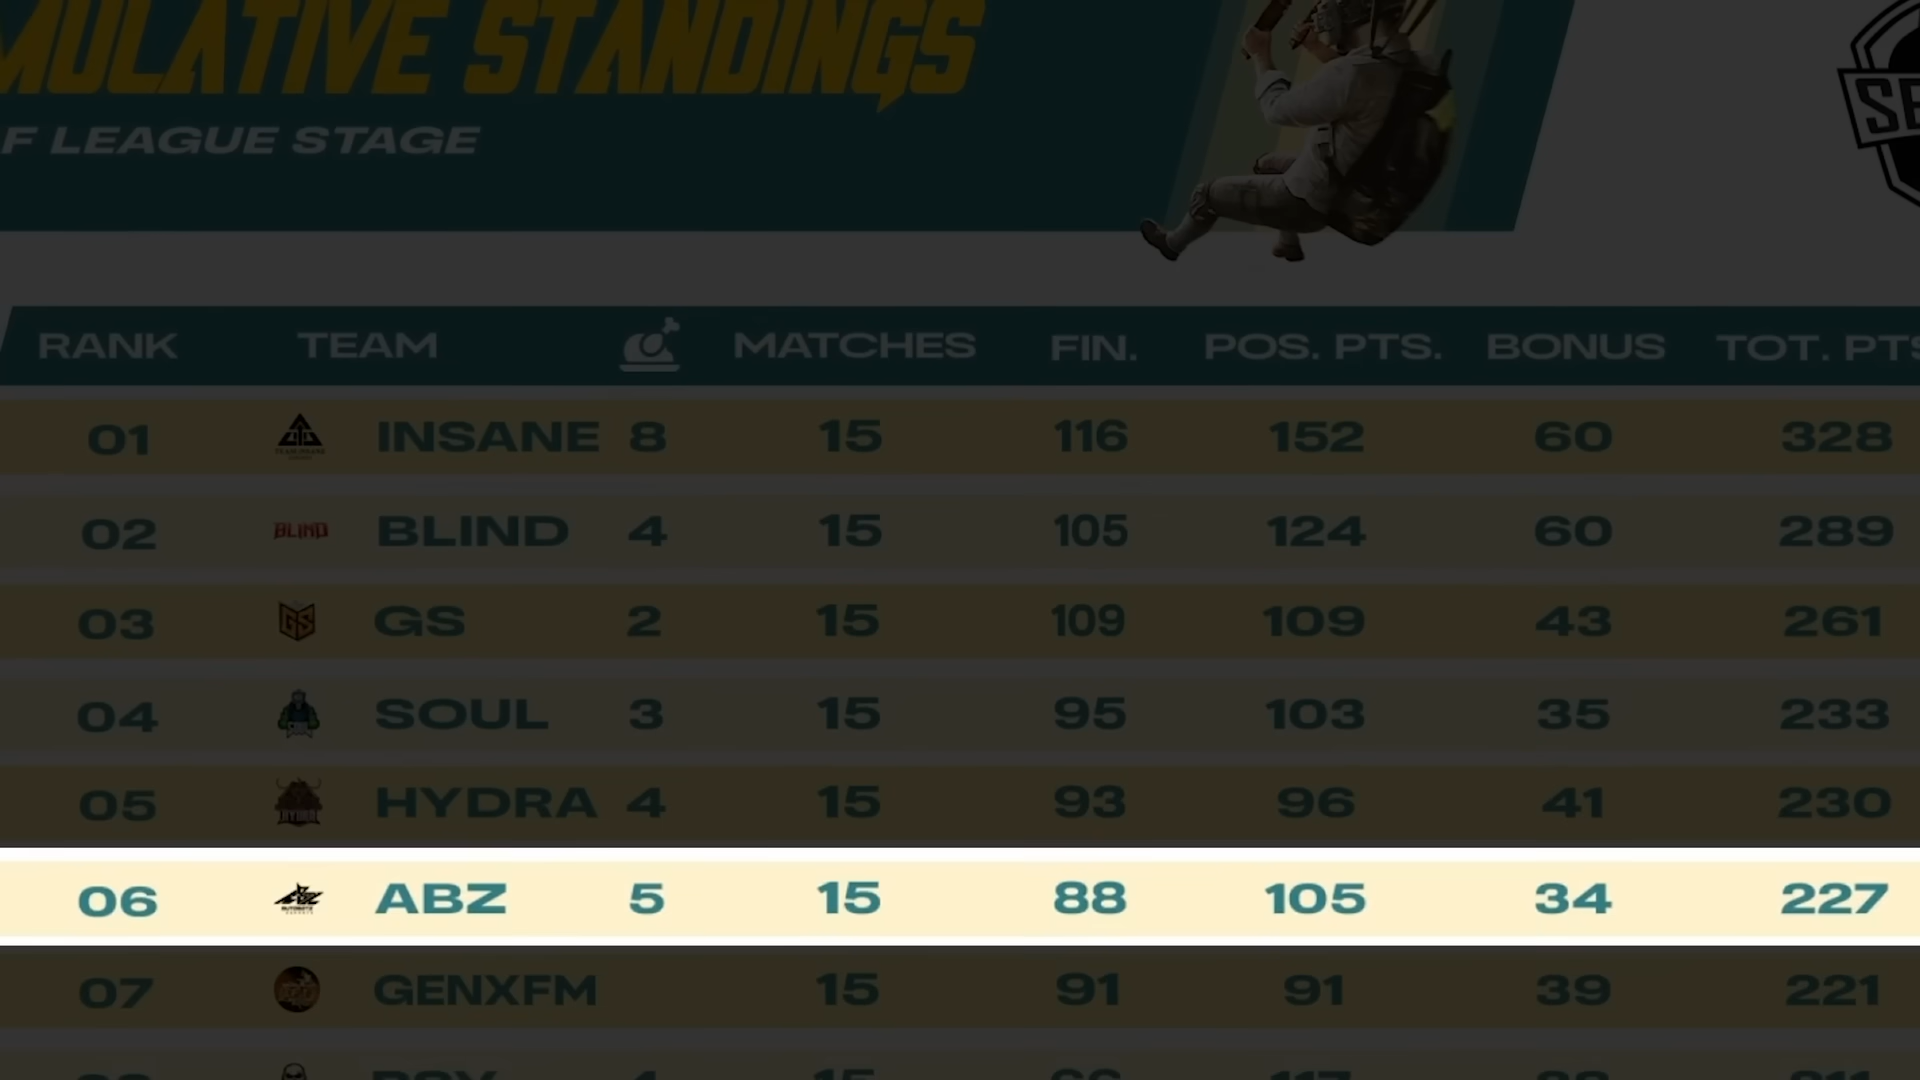 MULATIVE STANDINGS
F LEAGUE STAGE
RANK TEAM MATCHES FIN. POS. PTS. BONUS TOT. PTS
01 INSANE 8 15 116 152 60 328
02 BLIND BLIND 4 15 105 124 60 289
03 GS GS 2 15 109 109 43 261
04 SOUL 3 15 95 103 35 233
05 HYDRA HYDRA 4 15 93 96 41 230
06 ABZ 5 15 88 105 34 227
07 GENXFM 15 91 91 39 221